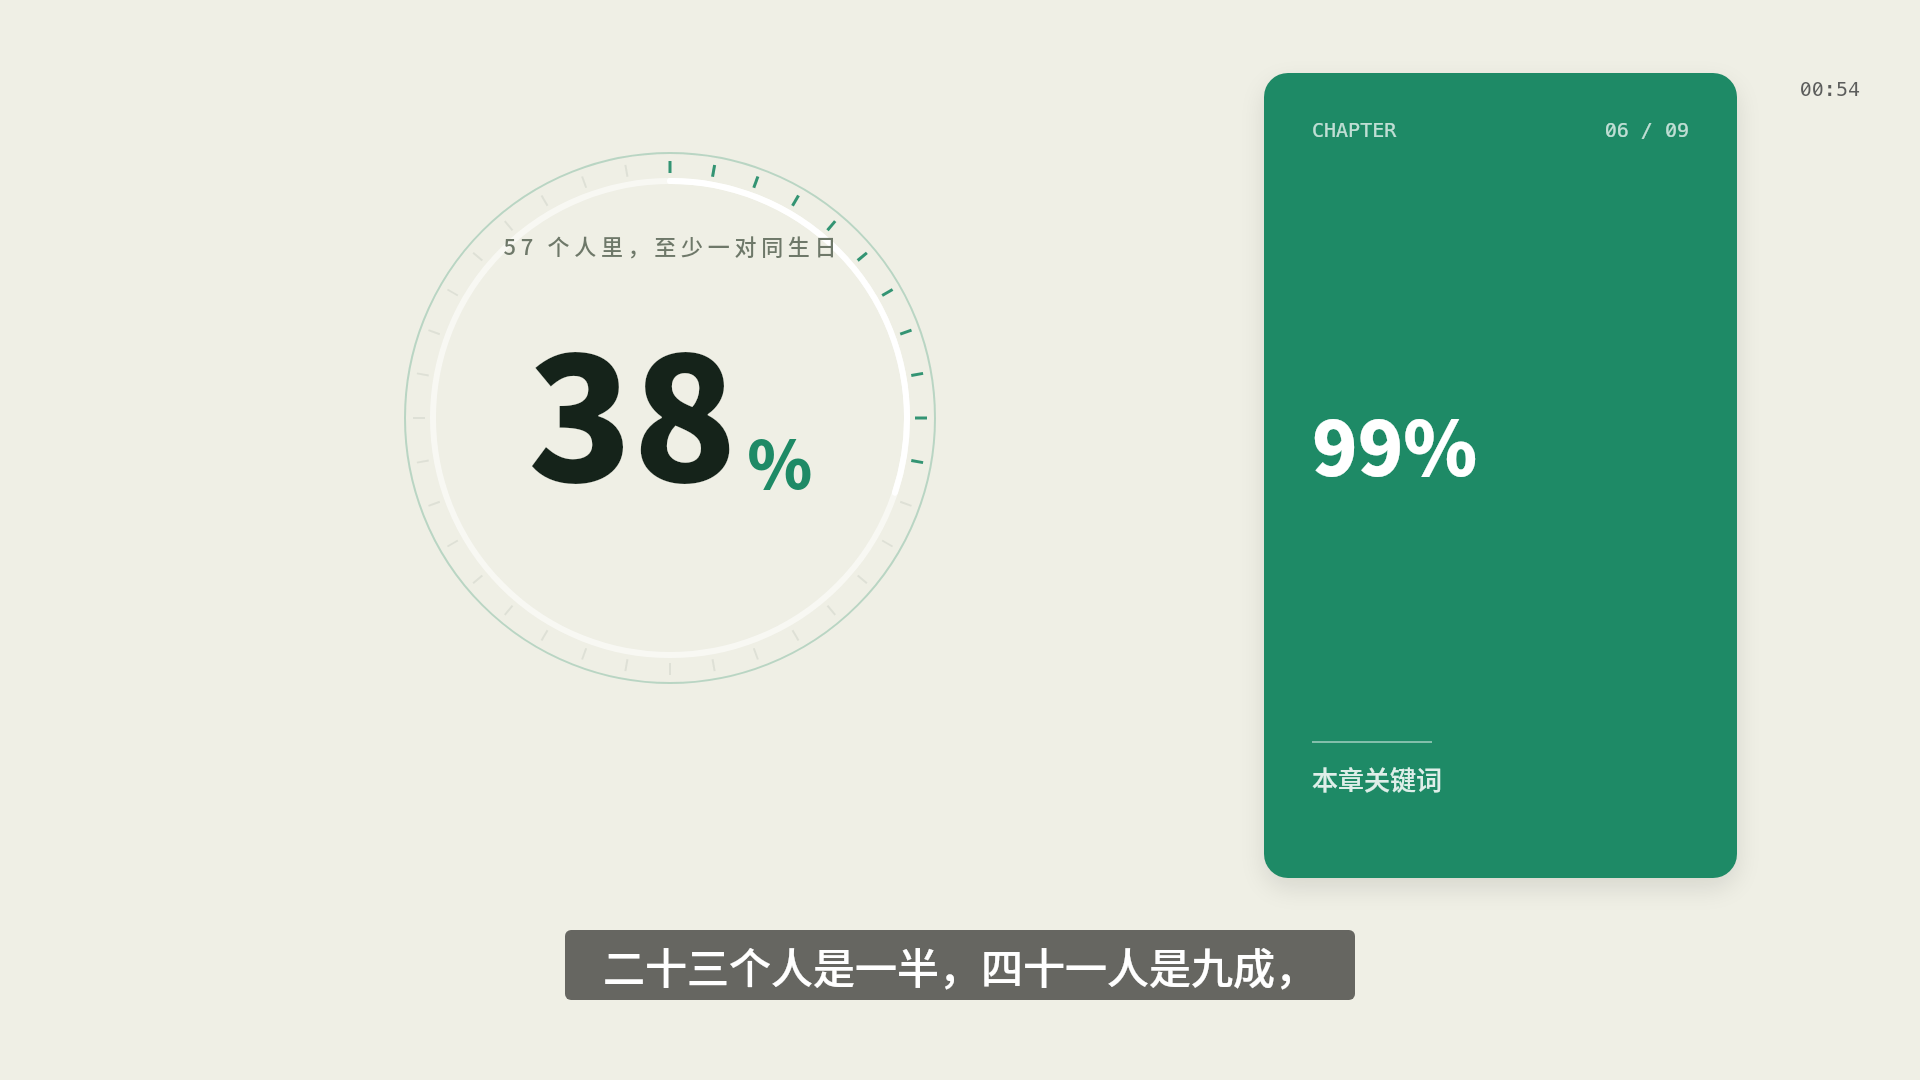 00:54
CHAPTER 06 / 09
57 个人里，至少一对同生日
38%
99%
本章关键词
二十三个人是一半，四十一人是九成，